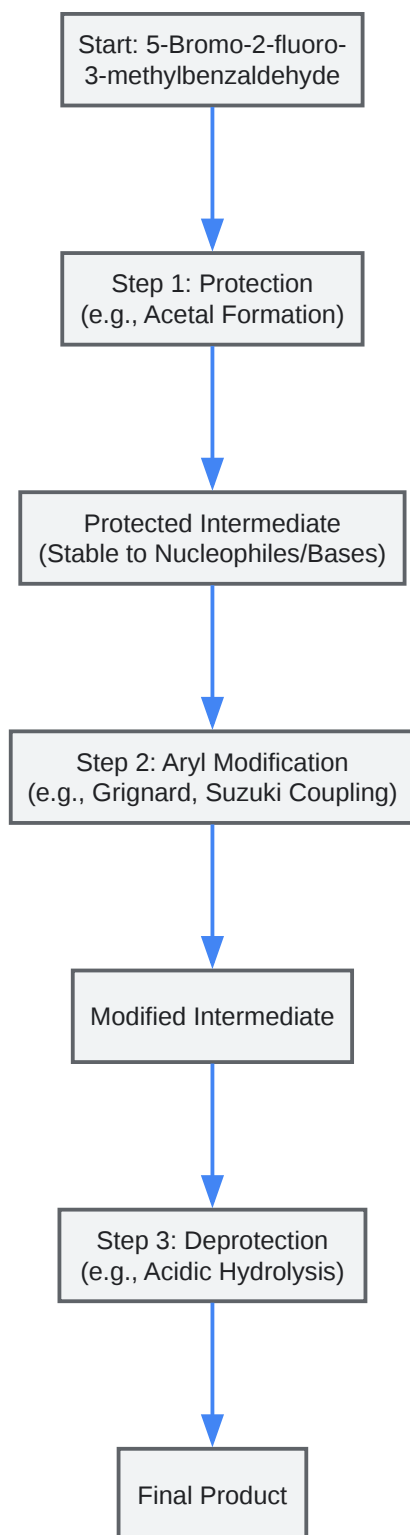 Start: 5-Bromo-2-fluoro-
3-methylbenzaldehyde
Step 1: Protection
(e.g., Acetal Formation)
Protected Intermediate
(Stable to Nucleophiles/Bases)
Step 2: Aryl Modification
(e.g., Grignard, Suzuki Coupling)
Modified Intermediate
Step 3: Deprotection
(e.g., Acidic Hydrolysis)
Final Product